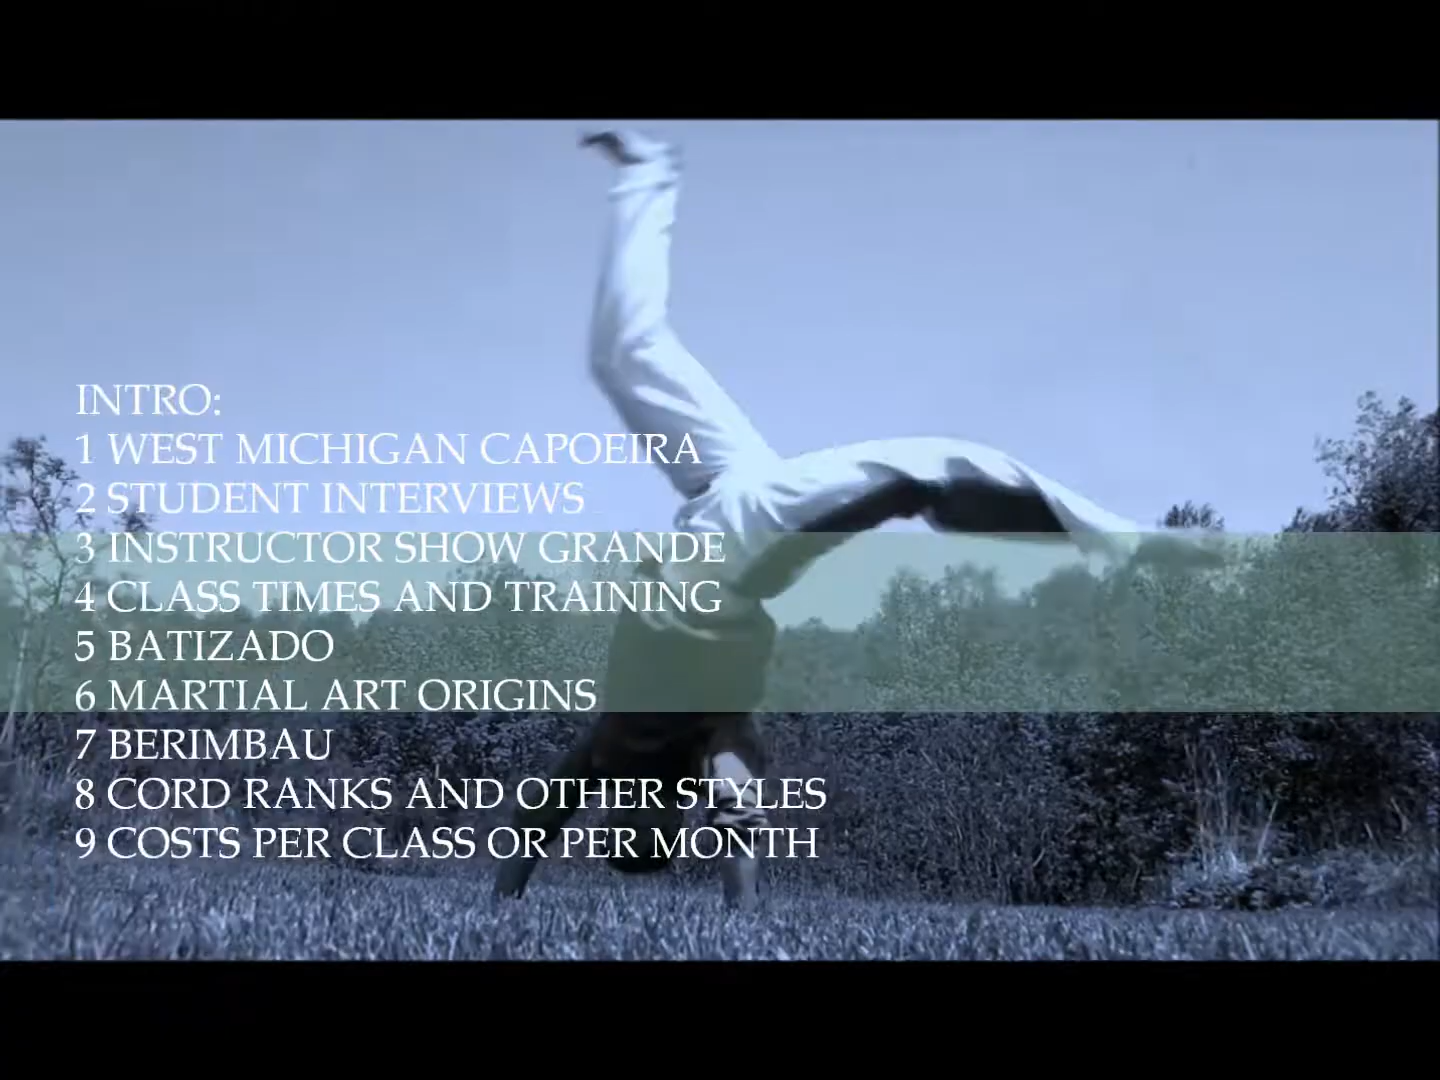 INTRO:
1 WEST MICHIGAN CAPOEIRA
2 STUDENT INTERVIEWS
3 INSTRUCTOR SHOW GRANDE
4 CLASS TIMES AND TRAINING
5 BATIZADO
6 MARTIAL ART ORIGINS
7 BERIMBAU
8 CORD RANKS AND OTHER STYLES
9 COSTS PER CLASS OR PER MONTH